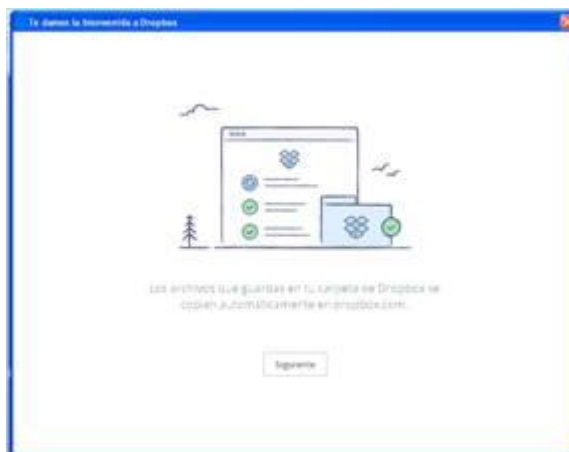 Te damos la bienvenida a Dropbox
Los archivos que guardas en tu carpeta de Dropbox se
copian automáticamente en dropbox.com.
Siguiente